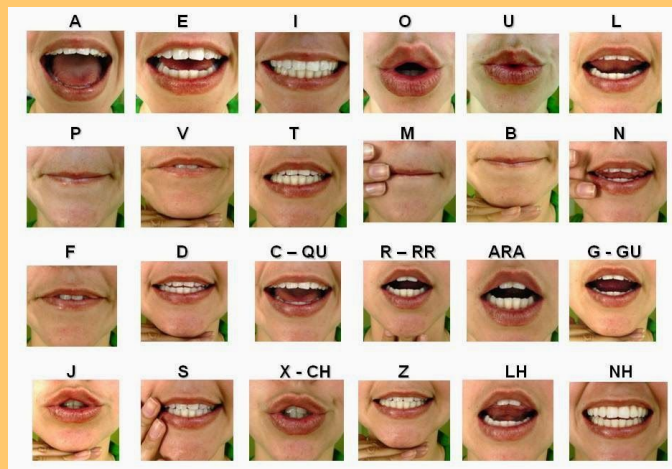 A E I O U L
P V T M B N
F D C – QU R – RR ARA G - GU
J S X - CH Z LH NH